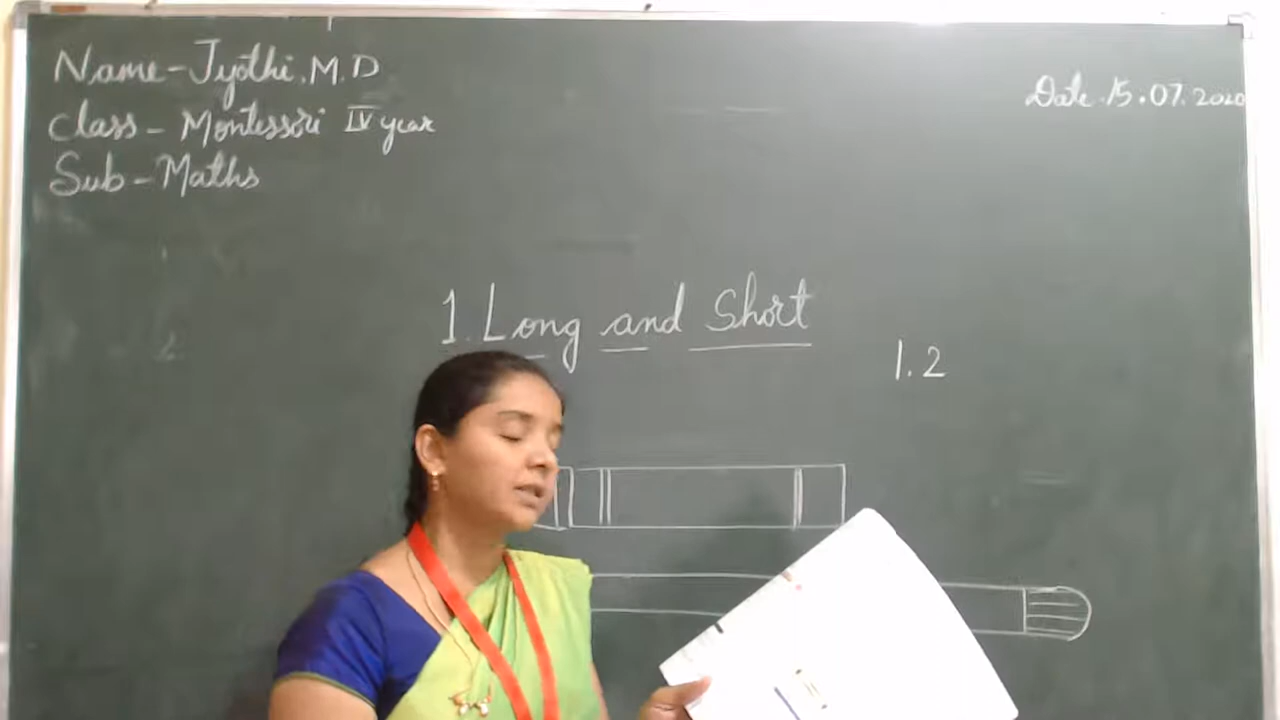 Name-Jyothi.M.D
Class-Montessori IV year
Sub-Maths
Date.15.07.2020
1.Long and Short
1.2